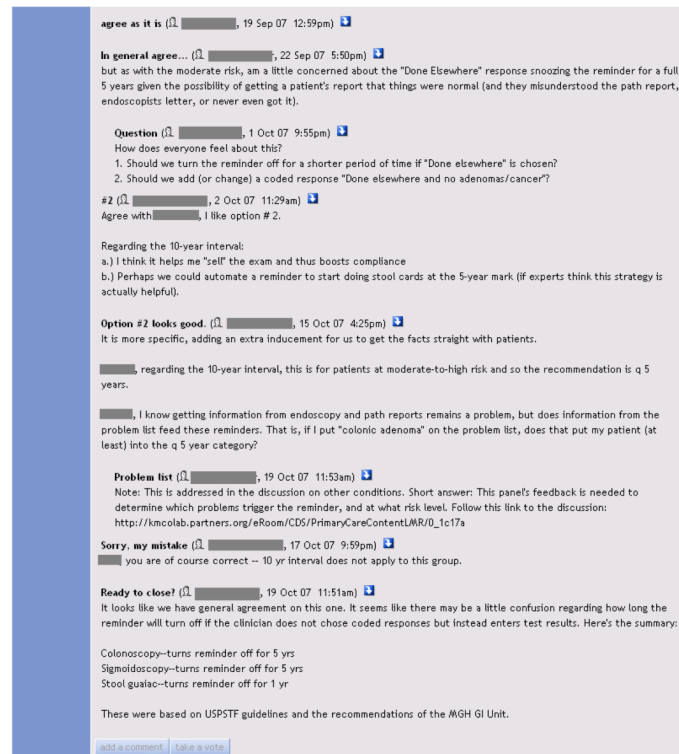 agree as it is ( , 19 Sep 07 12:59pm)
In general agree... ( , 22 Sep 07 5:50pm)
but as with the moderate risk, am a little concerned about the "Done Elsewhere" response snoozing the reminder for a full
5 years given the possibility of getting a patient's report that things were normal (and they misunderstood the path report,
endoscopists letter, or never even got it).
Question ( , 1 Oct 07 9:55pm)
How does everyone feel about this?
1. Should we turn the reminder off for a shorter period of time if "Done elsewhere" is chosen?
2. Should we add (or change) a coded response "Done elsewhere and no adenomas/cancer"?
#2 ( , 2 Oct 07 11:29am)
Agree with , I like option # 2.
Regarding the 10-year interval:
a.) I think it helps me "sell" the exam and thus boosts compliance
b.) Perhaps we could automate a reminder to start doing stool cards at the 5-year mark (if experts think this strategy is
actually helpful).
Option #2 looks good. ( , 15 Oct 07 4:25pm)
It is more specific, adding an extra inducement for us to get the facts straight with patients.
, regarding the 10-year interval, this is for patients at moderate-to-high risk and so the recommendation is q 5
years.
, I know getting information from endoscopy and path reports remains a problem, but does information from the
problem list feed these reminders. That is, if I put "colonic adenoma" on the problem list, does that put my patient (at
least) into the q 5 year category?
Problem list ( , 19 Oct 07 11:53am)
Note: This is addressed in the discussion on other conditions. Short answer: This panel's feedback is needed to
determine which problems trigger the reminder, and at what risk level. Follow this link to the discussion:
http://kmcolab.partners.org/eRoom/CDS/PrimaryCareContentLMR/0_1c17a
Sorry, my mistake ( , 17 Oct 07 9:59pm)
you are of course correct -- 10 yr interval does not apply to this group.
Ready to close? ( , 19 Oct 07 11:51am)
It looks like we have general agreement on this one. It seems like there may be a little confusion regarding how long the
reminder will turn off if the clinician does not chose coded responses but instead enters test results. Here's the summary:
Colonoscopy--turns reminder off for 5 yrs
Sigmoidoscopy--turns reminder off for 5 yrs
Stool guaiac--turns reminder off for 1 yr
These were based on USPSTF guidelines and the recommendations of the MGH GI Unit.
add a comment take a vote